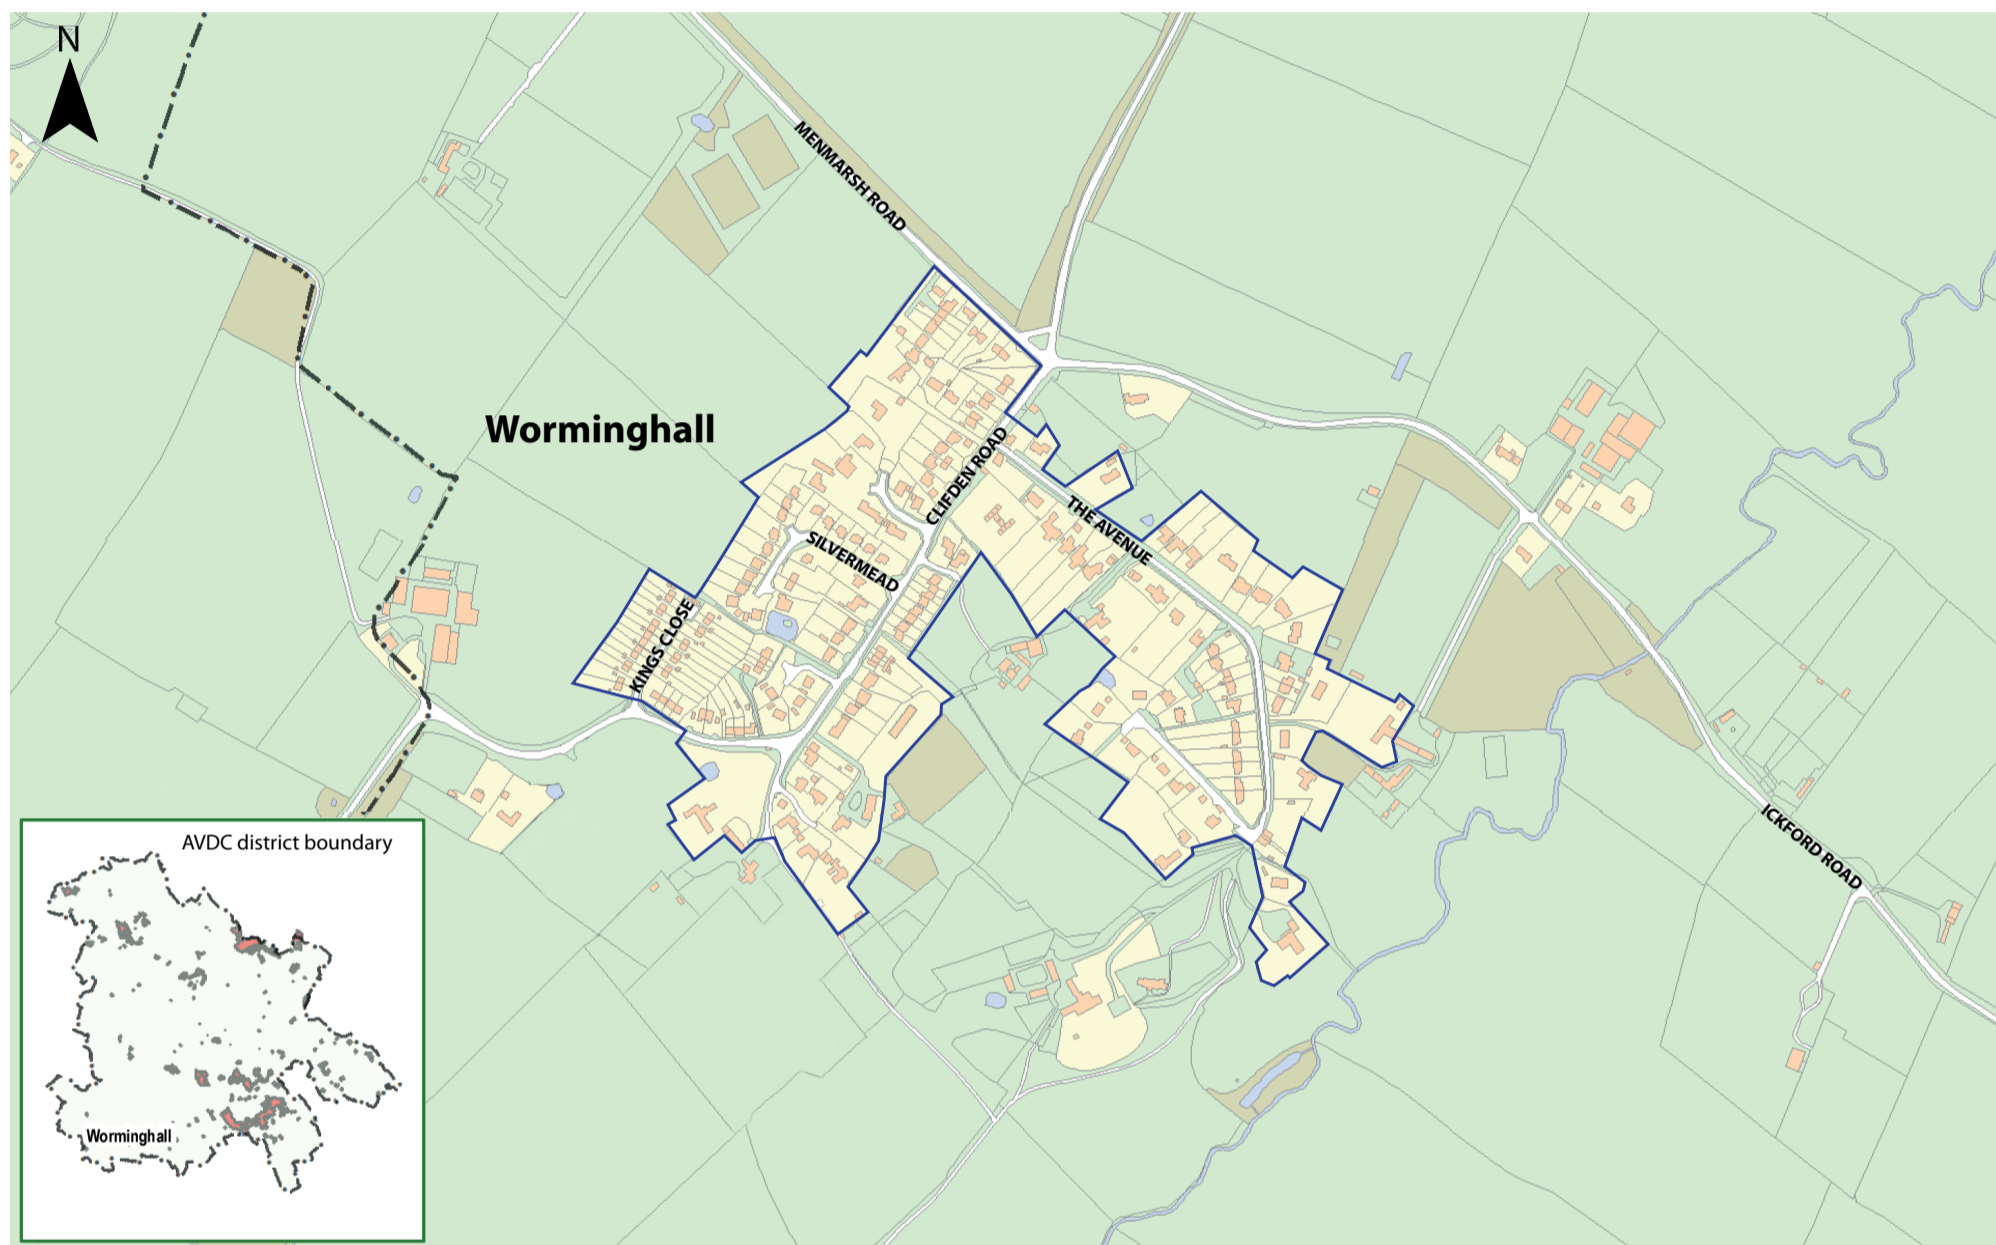 N
MENMARSH ROAD
Worminghall
CLIFDEN ROAD
THE AVENUE
SILVERMEAD
KINGS CLOSE
ICKFORD ROAD
AVDC district boundary
Worminghall